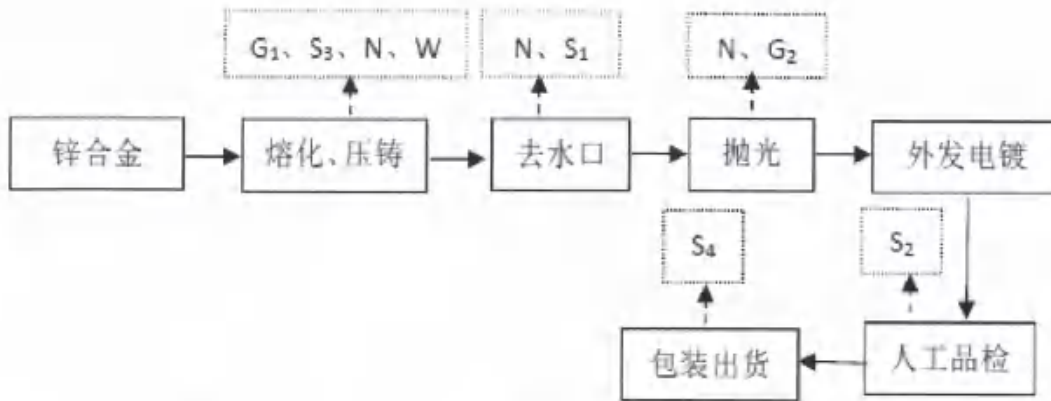 G₁、S₃、N、W
N、S₁
N、G₂
锌合金
熔化、压铸
去水口
抛光
外发电镀
S₄
S₂
包装出货
人工品检